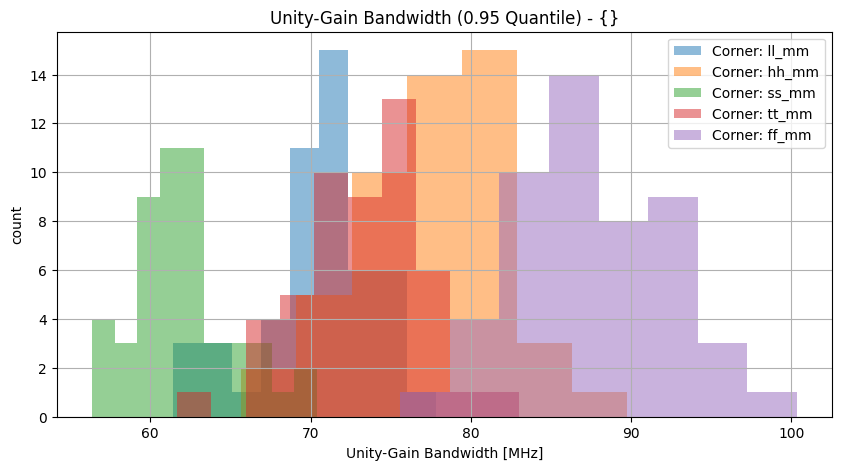 Unity-Gain Bandwidth (0.95 Quantile) - {}
Corner: ll_mm
Corner: hh_mm
Corner: ss_mm
Corner: tt_mm
Corner: ff_mm
count
14
12
10
8
6
4
2
0
60 70 80 90 100
Unity-Gain Bandwidth [MHz]